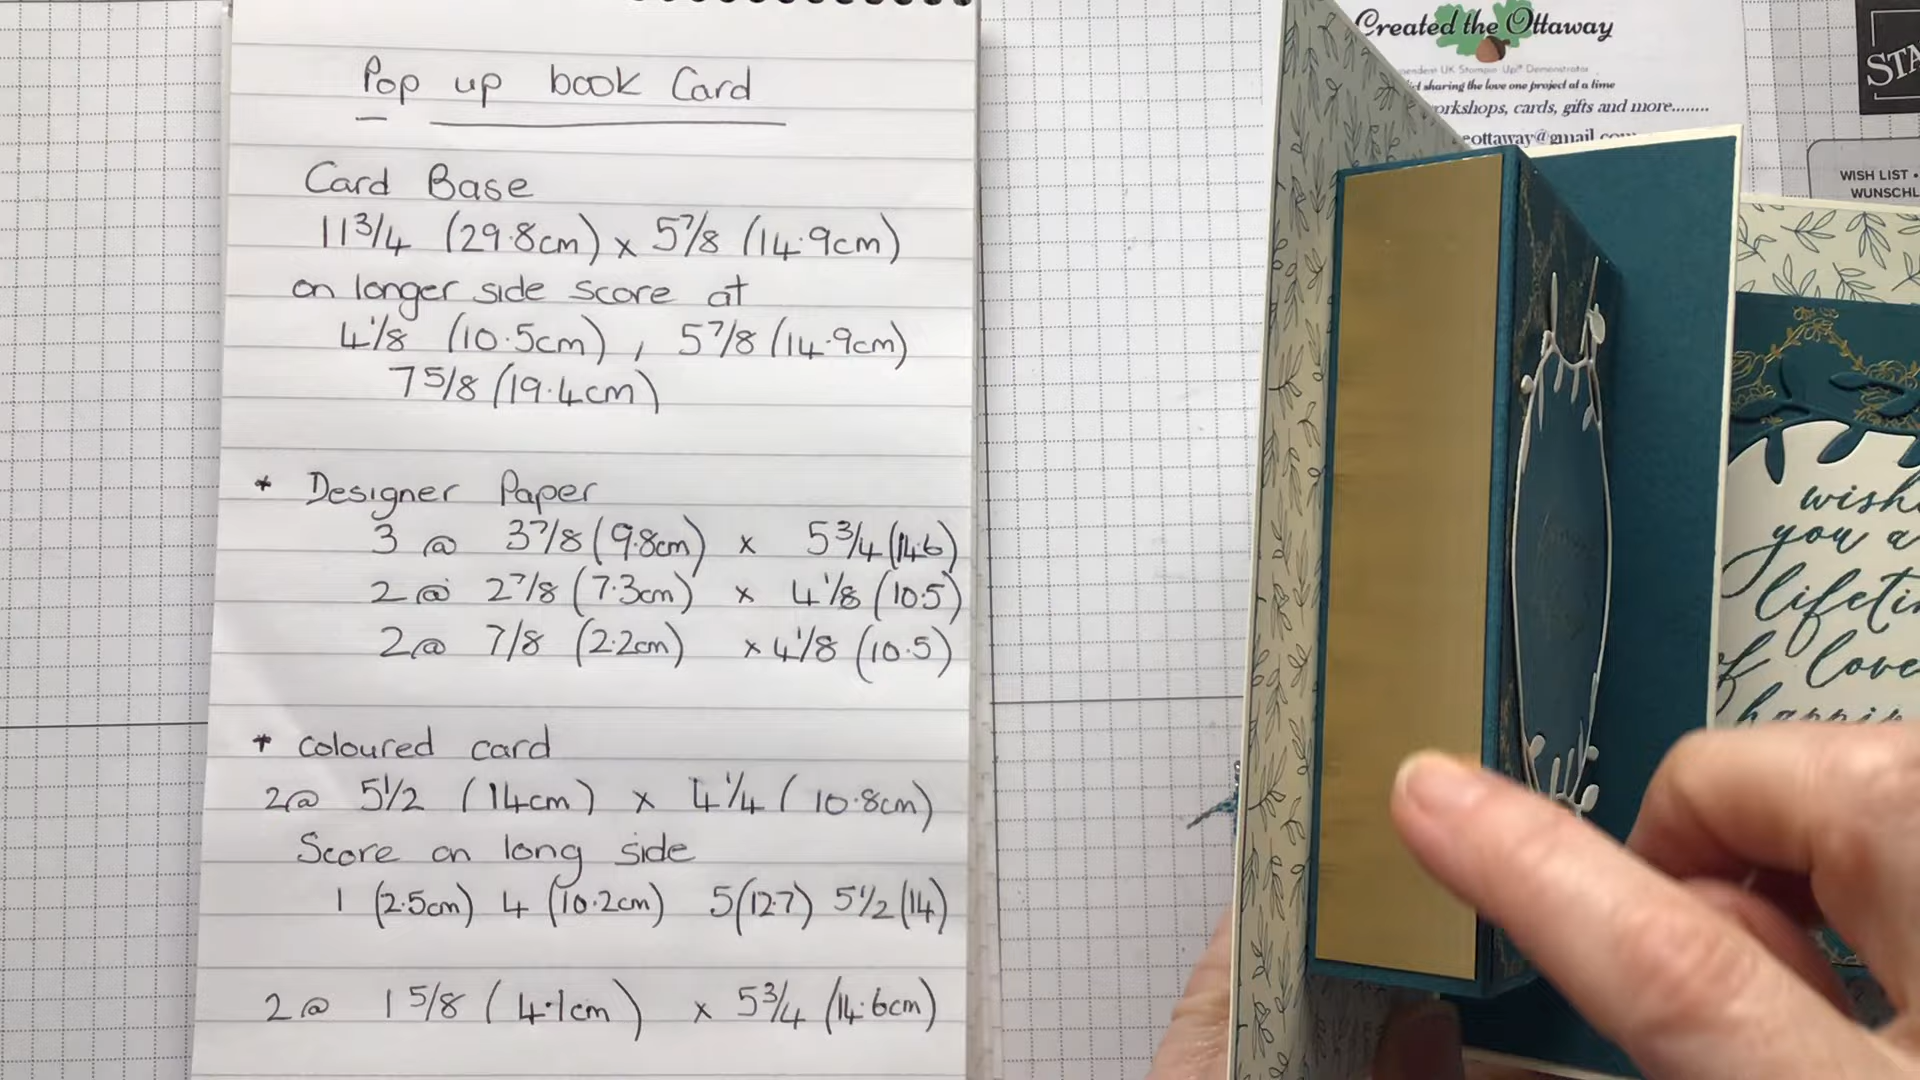 Pop up book Card
Card Base
11 3/4 (29.8cm) x 5 7/8 (14.9cm)
on longer side score at
4 1/8 (10.5cm) , 5 7/8 (14.9cm)
7 5/8 (19.4cm)
* Designer Paper
3 @ 3 7/8 (9.8cm) x 5 3/4 (14.6)
2 @ 2 7/8 (7.3cm) x 4 1/8 (10.5)
2 @ 7/8 (2.2cm) x 4 1/8 (10.5)
* coloured card
2 @ 5 1/2 (14cm) x 4 1/4 (10.8cm)
Score on long side
1 (2.5cm) 4 (10.2cm) 5 (12.7) 5 1/2 (14)
2 @ 1 5/8 (4.1cm) x 5 3/4 (14.6cm)
Created the Ottaway
UK Stampin' Up!® Demonstrator
sharing the love one project at a time
cards, gifts and more........
WISH LIST •
you a
of love